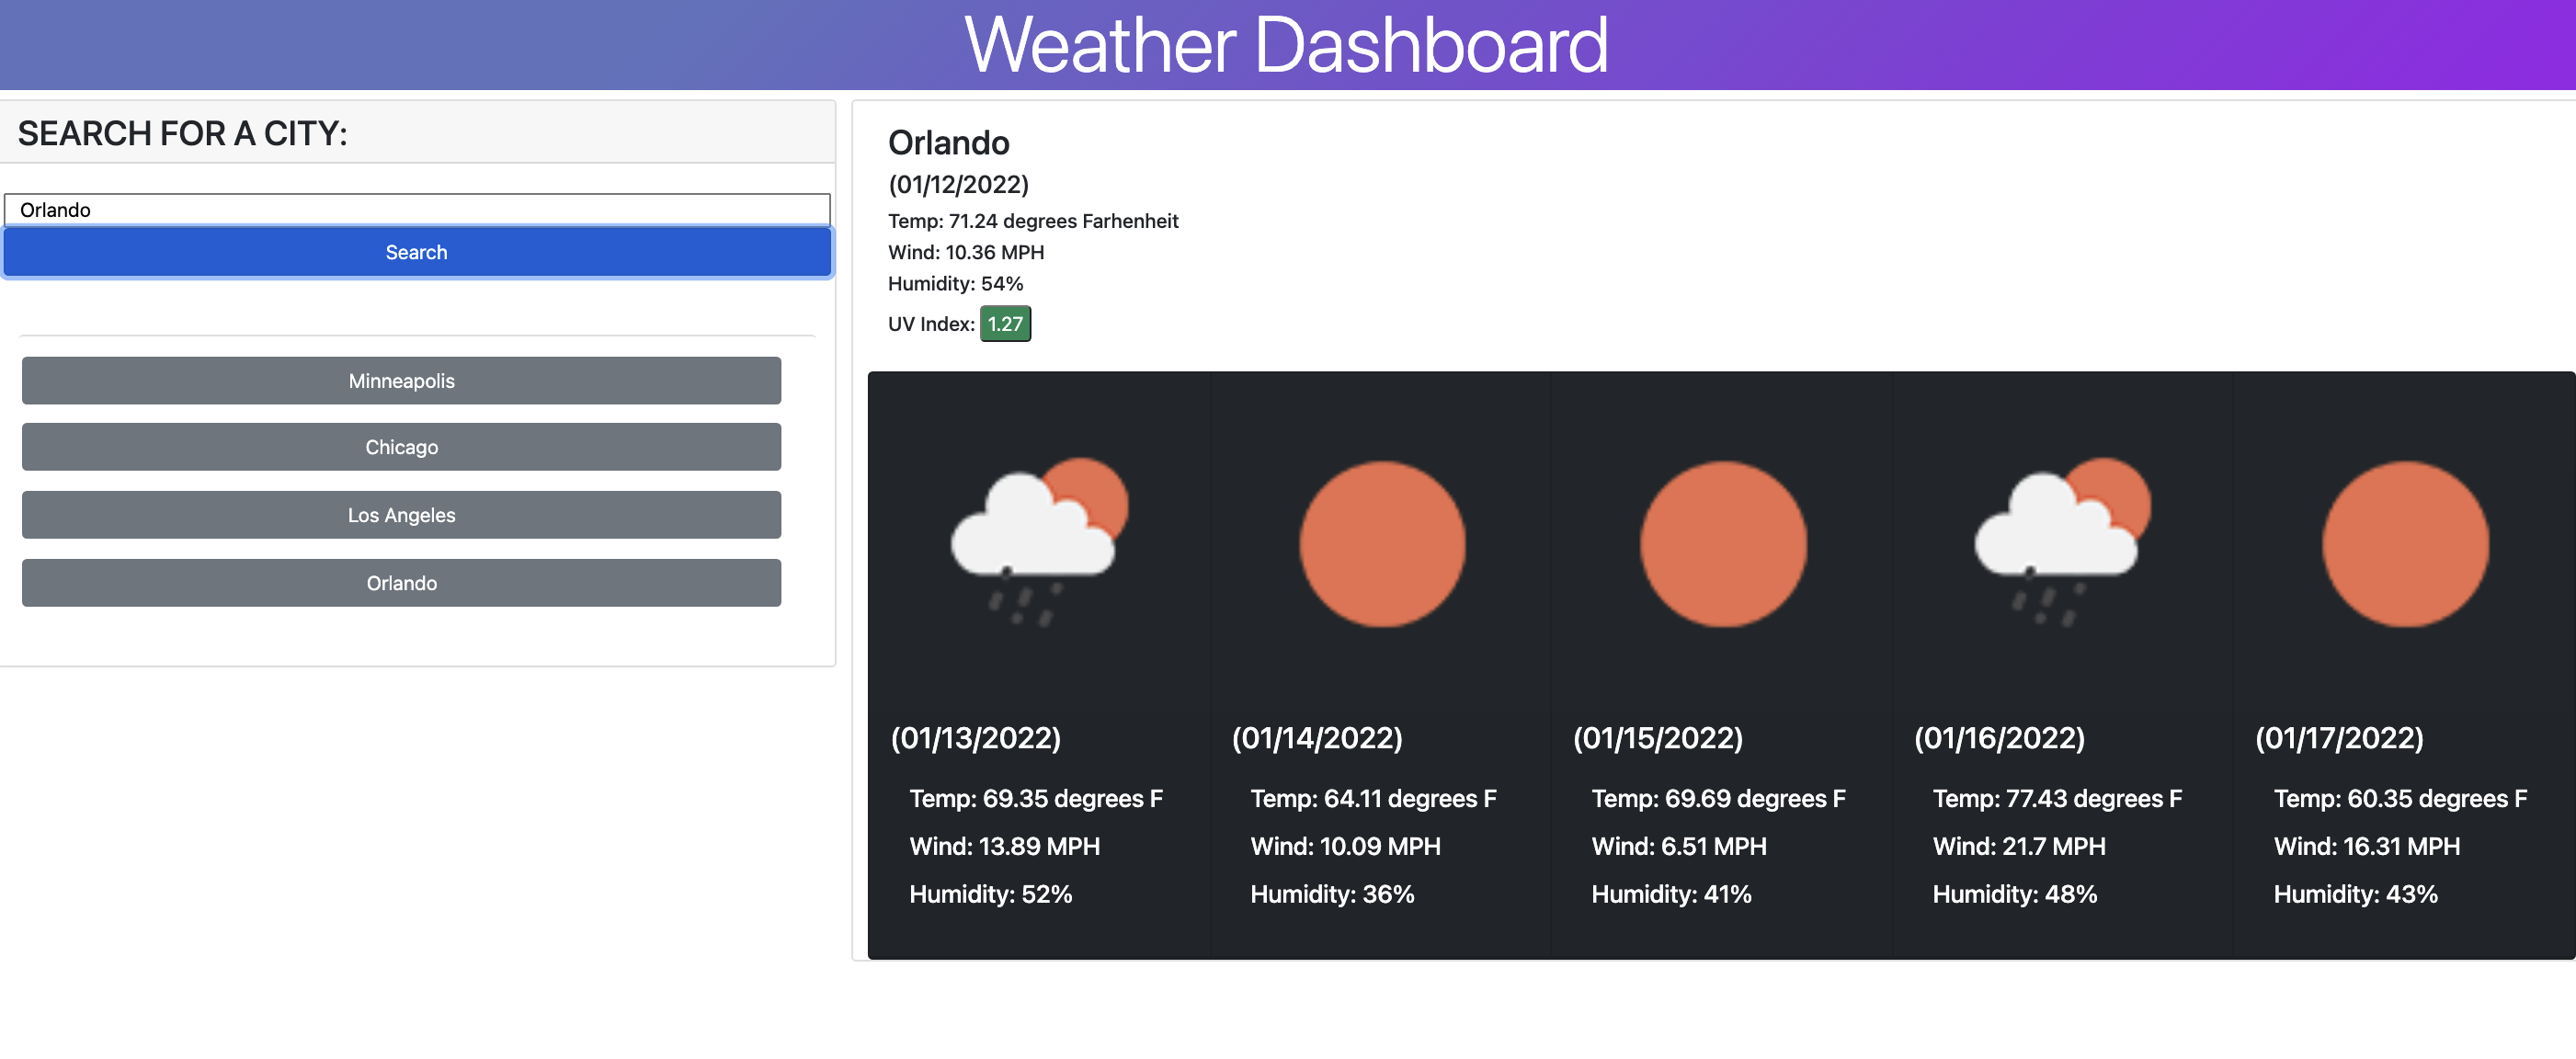 Weather Dashboard
SEARCH FOR A CITY:
Orlando
Search
Minneapolis
Chicago
Los Angeles
Orlando
Orlando
(01/12/2022)
Temp: 71.24 degrees Farhenheit
Wind: 10.36 MPH
Humidity: 54%
UV Index: 1.27
(01/13/2022)
Temp: 69.35 degrees F
Wind: 13.89 MPH
Humidity: 52%
(01/14/2022)
Temp: 64.11 degrees F
Wind: 10.09 MPH
Humidity: 36%
(01/15/2022)
Temp: 69.69 degrees F
Wind: 6.51 MPH
Humidity: 41%
(01/16/2022)
Temp: 77.43 degrees F
Wind: 21.7 MPH
Humidity: 48%
(01/17/2022)
Temp: 60.35 degrees F
Wind: 16.31 MPH
Humidity: 43%